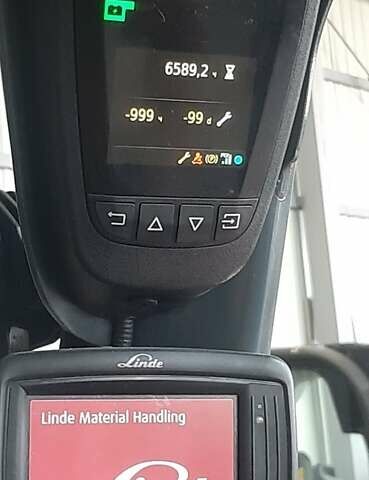 6589,2 ч
-999 ч -99 d
(P)
Linde
Linde Material Handling